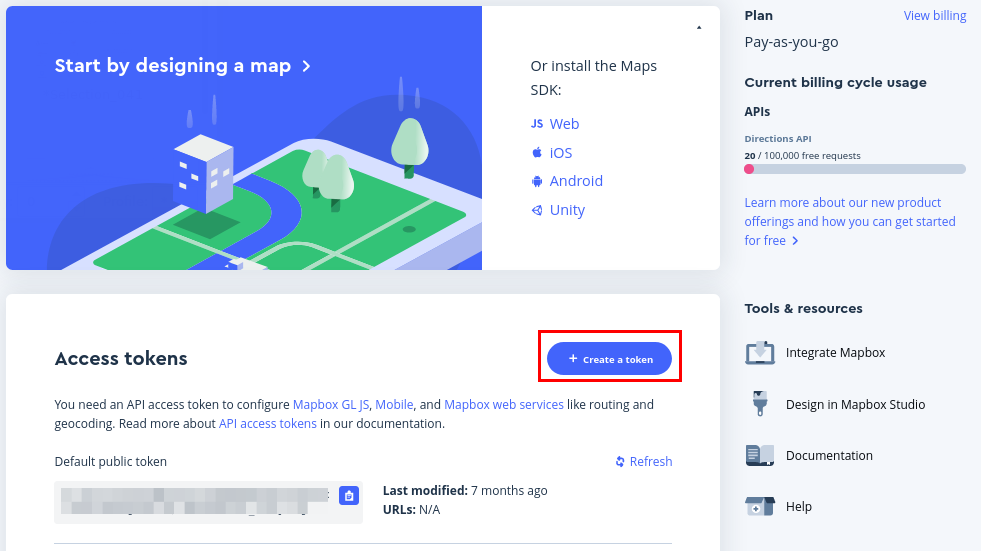 Start by designing a map
Or install the Maps
SDK:
JS Web
iOS
Android
Unity
Plan
View billing
Pay-as-you-go
Current billing cycle usage
APIs
Directions API
20 / 100,000 free requests
Learn more about our new product
offerings and how you can get started
for free
Access tokens
+ Create a token
You need an API access token to configure Mapbox GL JS, Mobile, and Mapbox web services like routing and
geocoding. Read more about API access tokens in our documentation.
Default public token
Refresh
Last modified: 7 months ago
URLs: N/A
Tools & resources
Integrate Mapbox
Design in Mapbox Studio
Documentation
Help